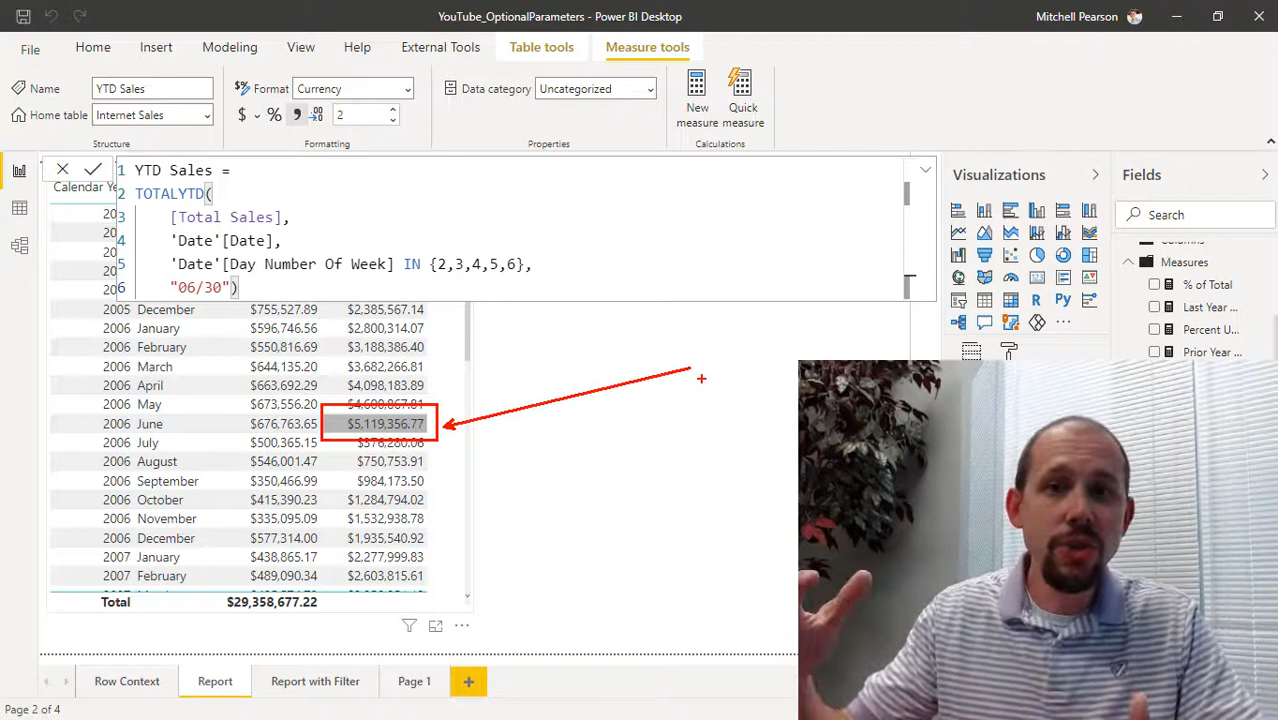 YouTube_OptionalParameters - Power BI Desktop
Mitchell Pearson
File
Home
Insert
Modeling
View
Help
External Tools
Table tools
Measure tools
Name
YTD Sales
Home table
Internet Sales
Structure
Format
Currency
$ %
2
Formatting
Data category
Uncategorized
Properties
New measure
Quick measure
Calculations
1 YTD Sales =
2 TOTALYTD(
3 [Total Sales],
4 'Date'[Date],
5 'Date'[Day Number Of Week] IN {2,3,4,5,6},
6 "06/30")
Calendar Ye
2005 December $755,527.89
2006 January $596,746.56 $2,800,314.07
2006 February $550,816.69 $3,188,386.40
2006 March $644,135.20 $3,682,266.81
2006 April $663,692.29 $4,098,183.89
2006 May $673,556.20
2006 June $676,763.65 $5,119,356.77
2006 July $500,365.15 $376,280.06
2006 August $546,001.47 $750,753.91
2006 September $350,466.99 $984,173.50
2006 October $415,390.23 $1,284,794.02
2006 November $335,095.09 $1,532,938.78
2006 December $577,314.00 $1,935,540.92
2007 January $438,865.17 $2,277,999.83
2007 February $489,090.34 $2,603,815.61
Total $29,358,677.22
Visualizations
R
Py
Fields
Search
Measures
% of Total
Last Year ...
Percent U...
Prior Year ...
Row Context
Report
Report with Filter
Page 1
Page 2 of 4